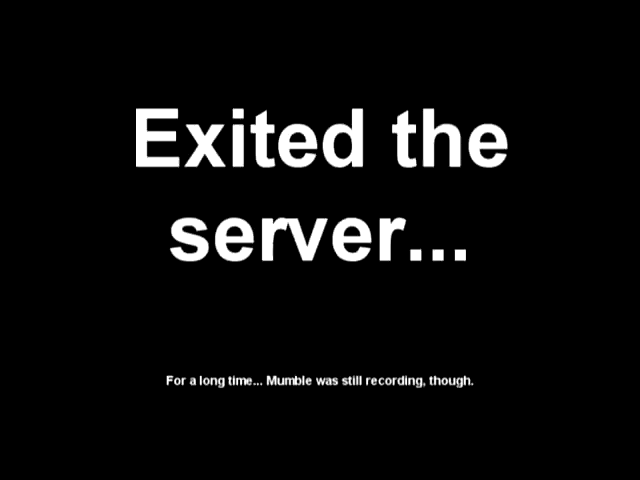 Exited the
server...
For a long time... Mumble was still recording, though.